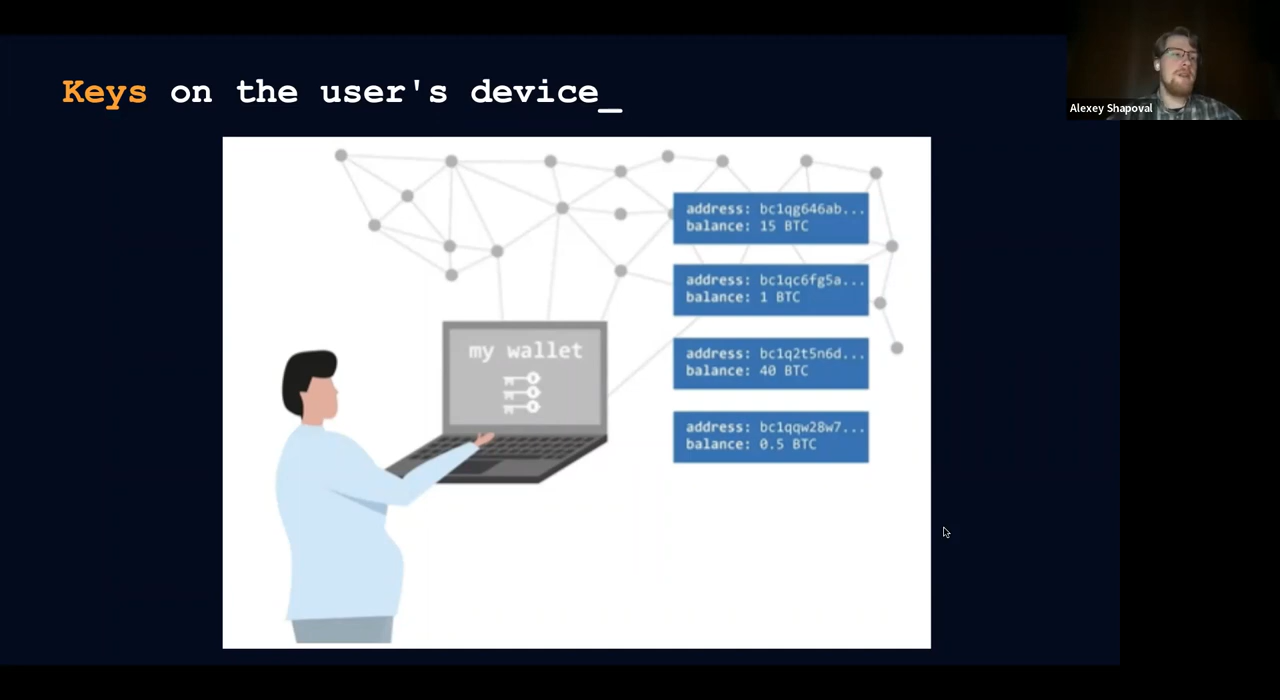 Keys on the user's device_
Alexey Shapoval
address: bc1qg646ab...
balance: 15 BTC
address: bc1qc6fg5a...
balance: 1 BTC
my wallet
address: bc1q2t5n6d...
balance: 40 BTC
address: bc1qqw28w7...
balance: 0.5 BTC